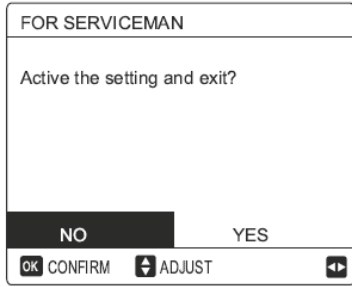 FOR SERVICEMAN
Active the setting and exit?
NO YES
OK CONFIRM ADJUST